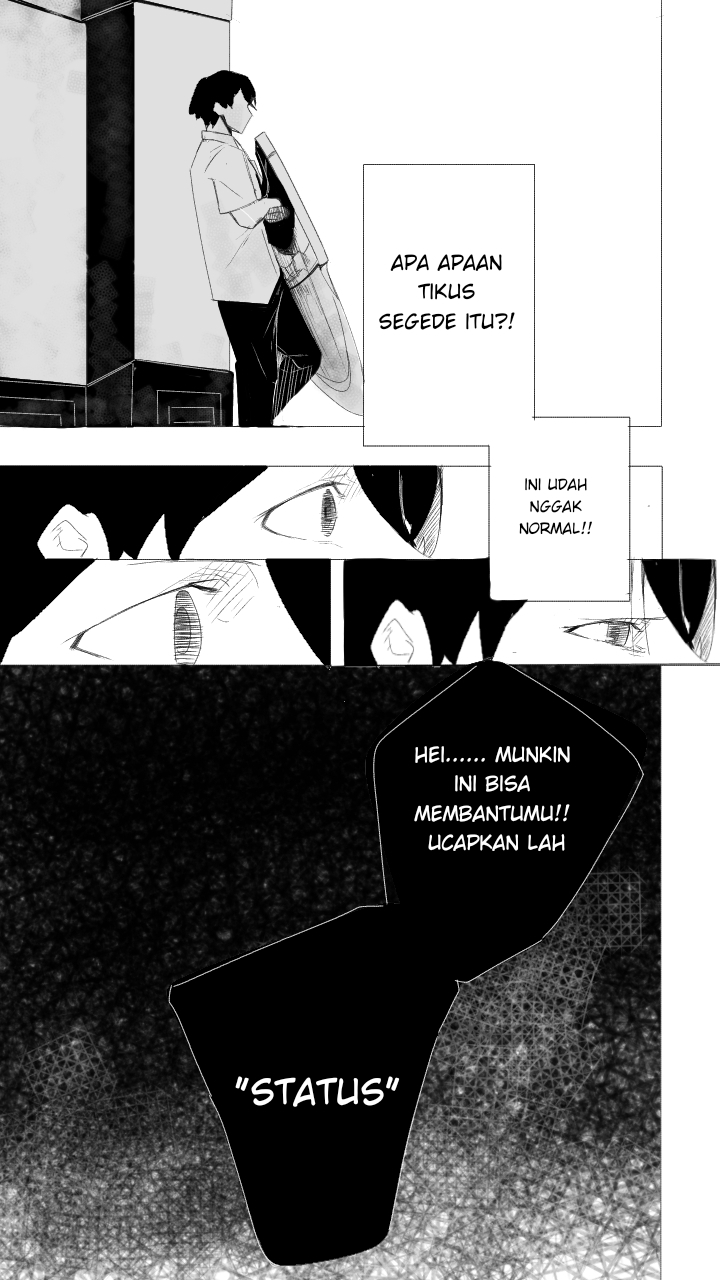 APA APAAN
TIKUS
SEGEDE ITU?!
INI UDAH
NGGAK
NORMAL!!
HEI...... MUNKIN
INI BISA
MEMBANTUMU!!
UCAPKAN LAH
"STATUS"